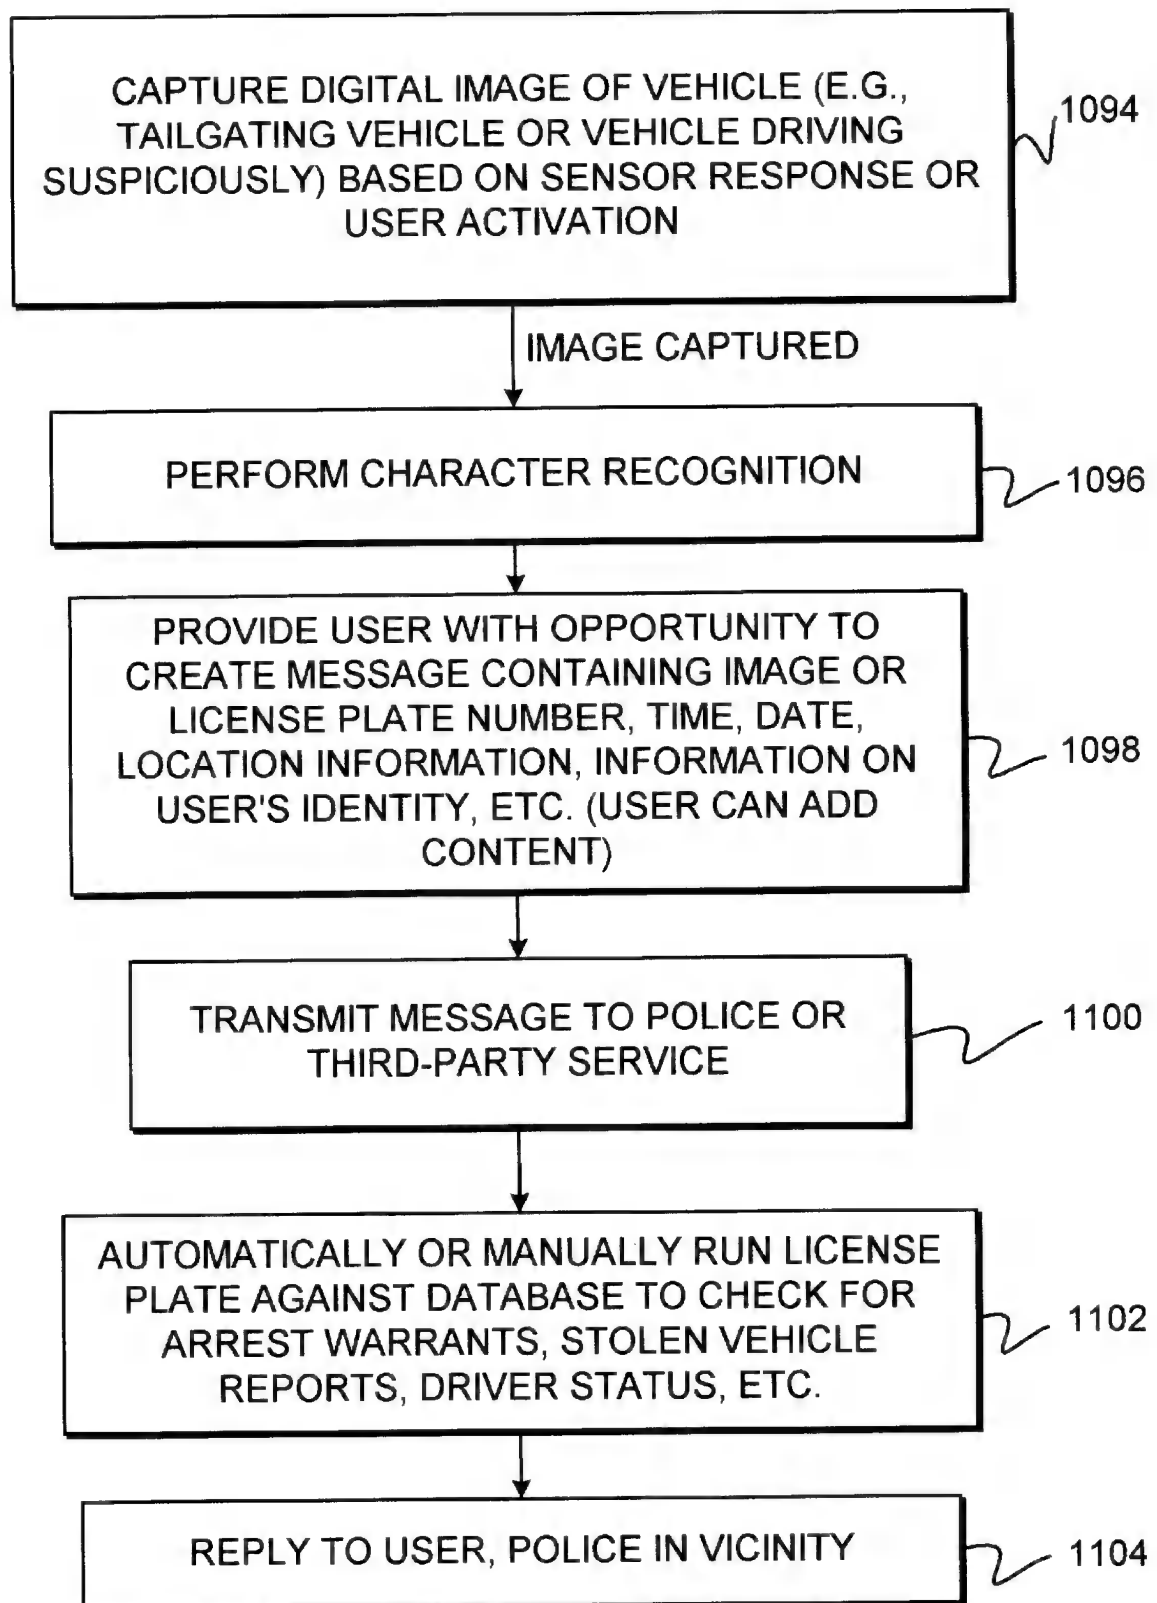 CAPTURE DIGITAL IMAGE OF VEHICLE (E.G.,
TAILGATING VEHICLE OR VEHICLE DRIVING
SUSPICIOUSLY) BASED ON SENSOR RESPONSE OR
USER ACTIVATION
1094
IMAGE CAPTURED
PERFORM CHARACTER RECOGNITION
1096
PROVIDE USER WITH OPPORTUNITY TO
CREATE MESSAGE CONTAINING IMAGE OR
LICENSE PLATE NUMBER, TIME, DATE,
LOCATION INFORMATION, INFORMATION ON
USER'S IDENTITY, ETC. (USER CAN ADD
CONTENT)
1098
TRANSMIT MESSAGE TO POLICE OR
THIRD-PARTY SERVICE
1100
AUTOMATICALLY OR MANUALLY RUN LICENSE
PLATE AGAINST DATABASE TO CHECK FOR
ARREST WARRANTS, STOLEN VEHICLE
REPORTS, DRIVER STATUS, ETC.
1102
REPLY TO USER, POLICE IN VICINITY
1104